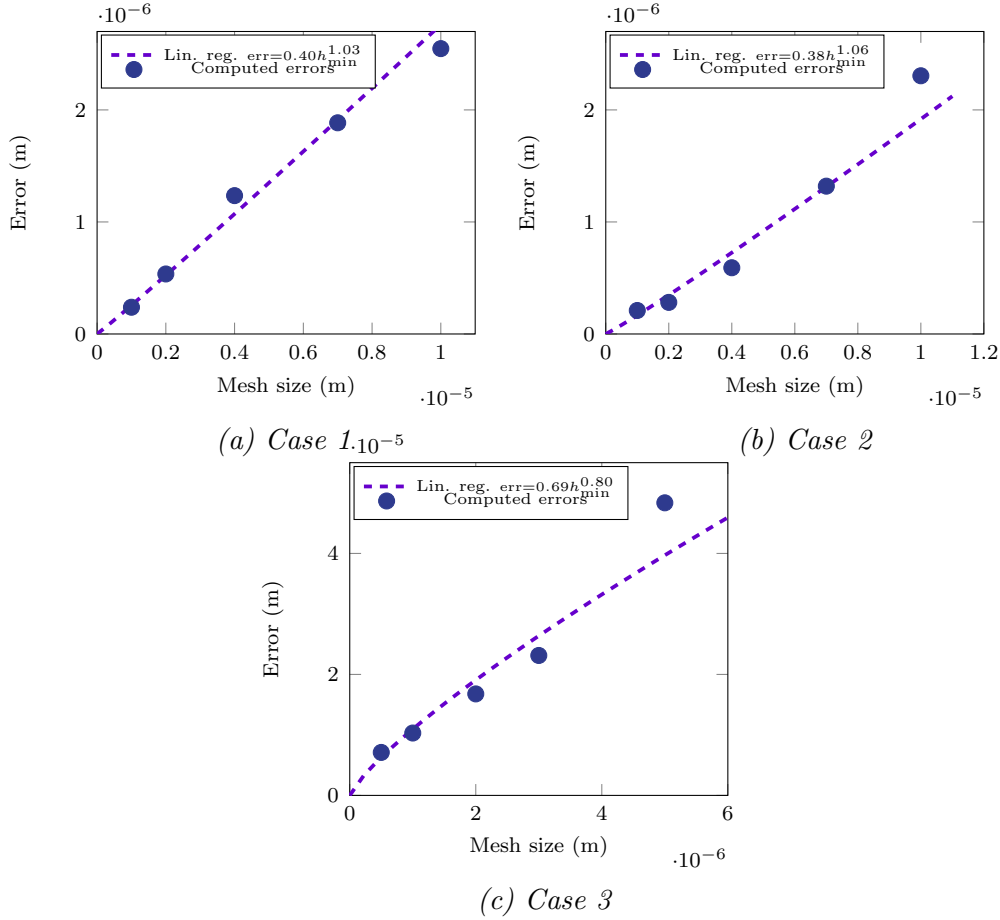 ·10⁻⁶
Lin. reg. err=0.40h_min^1.03
Computed errors
2
1
0
Error (m)
0 0.2 0.4 0.6 0.8 1
Mesh size (m)
·10⁻⁵
(a) Case 1
·10⁻⁶
Lin. reg. err=0.38h_min^1.06
Computed errors
2
1
0
Error (m)
0 0.2 0.4 0.6 0.8 1 1.2
Mesh size (m)
·10⁻⁵
(b) Case 2
·10⁻⁵
Lin. reg. err=0.69h_min^0.80
Computed errors
4
2
0
Error (m)
0 2 4 6
Mesh size (m)
·10⁻⁶
(c) Case 3